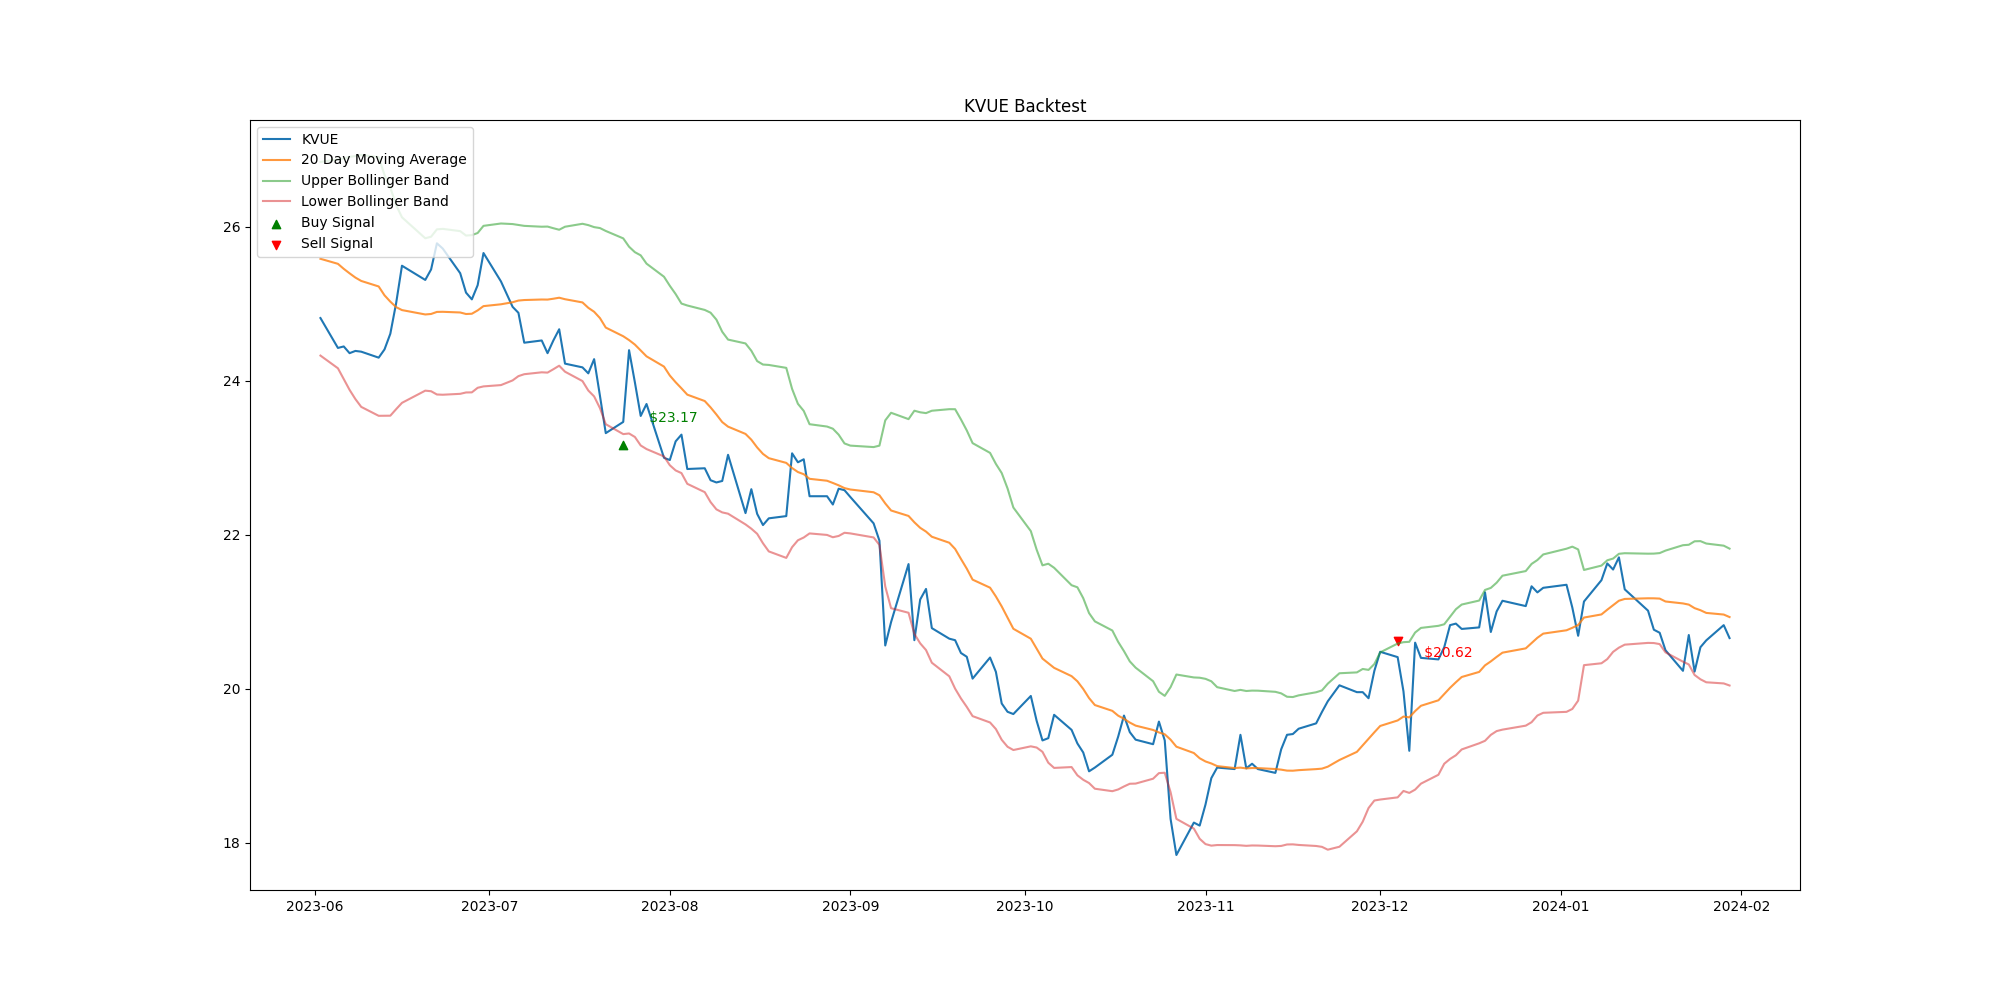 KVUE Backtest
KVUE
20 Day Moving Average
Upper Bollinger Band
Lower Bollinger Band
Buy Signal
Sell Signal
26
24
22
20
18
$23.17
$20.62
2023-06
2023-07
2023-08
2023-09
2023-10
2023-11
2023-12
2024-01
2024-02